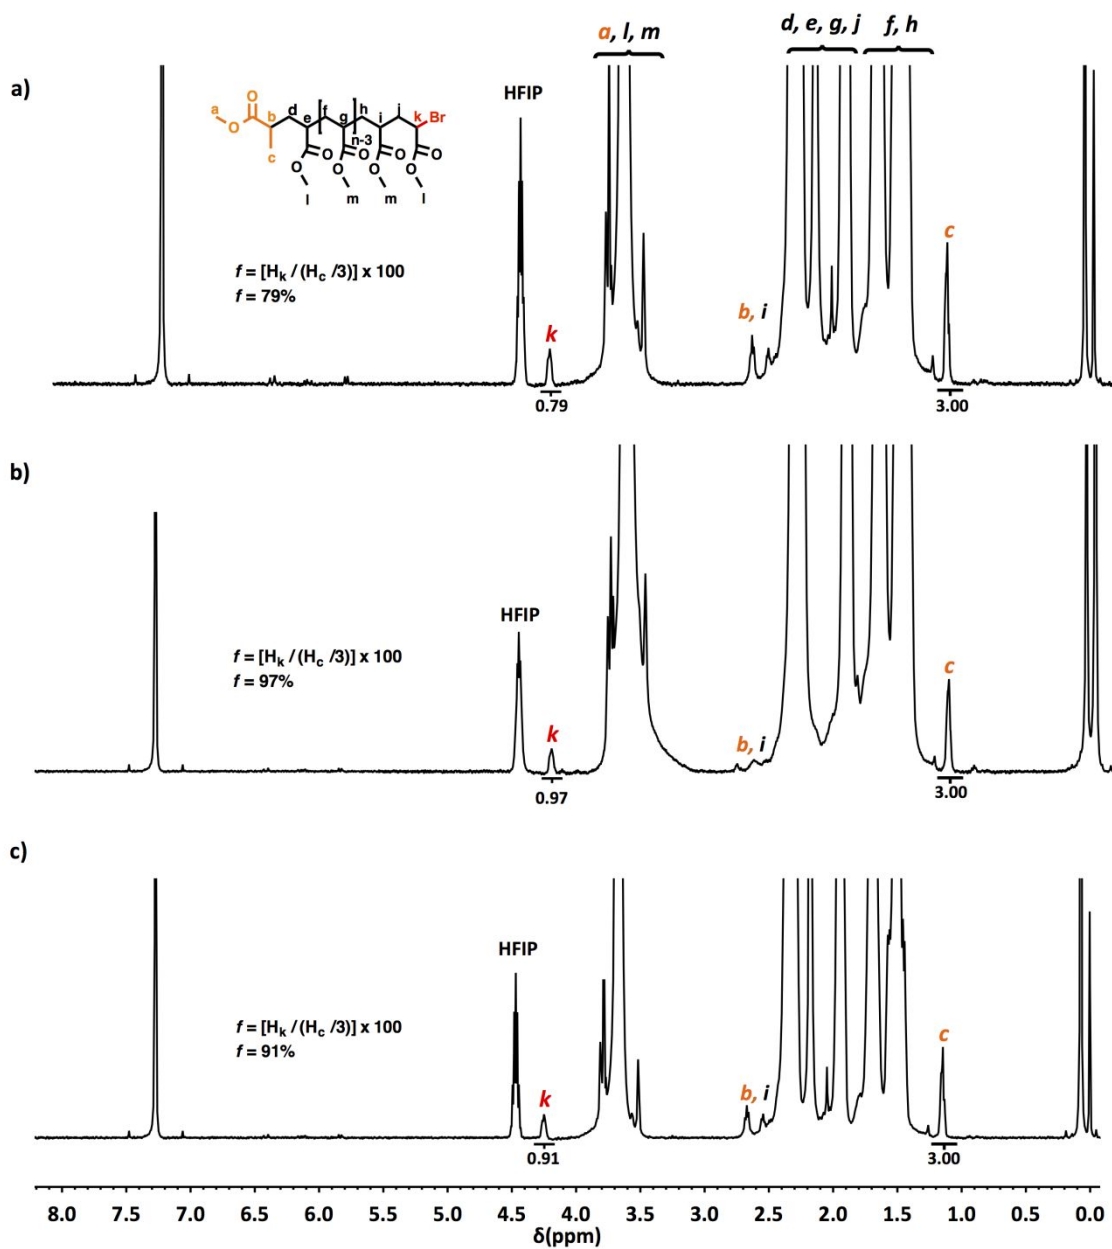 a, l, m
d, e, g, j
f, h
a)
HFIP
a
O
O
b
c
d
e
f
g
h
n-3
i
j
k
Br
O
O
O
O
O
O
O
O
l
m
m
l
f = [Hk / (Hc /3)] x 100
f = 79%
k
b, i
c
0.79
3.00
b)
HFIP
f = [Hk / (Hc /3)] x 100
f = 97%
k
b, i
c
0.97
3.00
c)
HFIP
f = [Hk / (Hc /3)] x 100
f = 91%
k
b, i
c
0.91
3.00
8.0 7.5 7.0 6.5 6.0 5.5 5.0 4.5 4.0 3.5 3.0 2.5 2.0 1.5 1.0 0.5 0.0
δ(ppm)